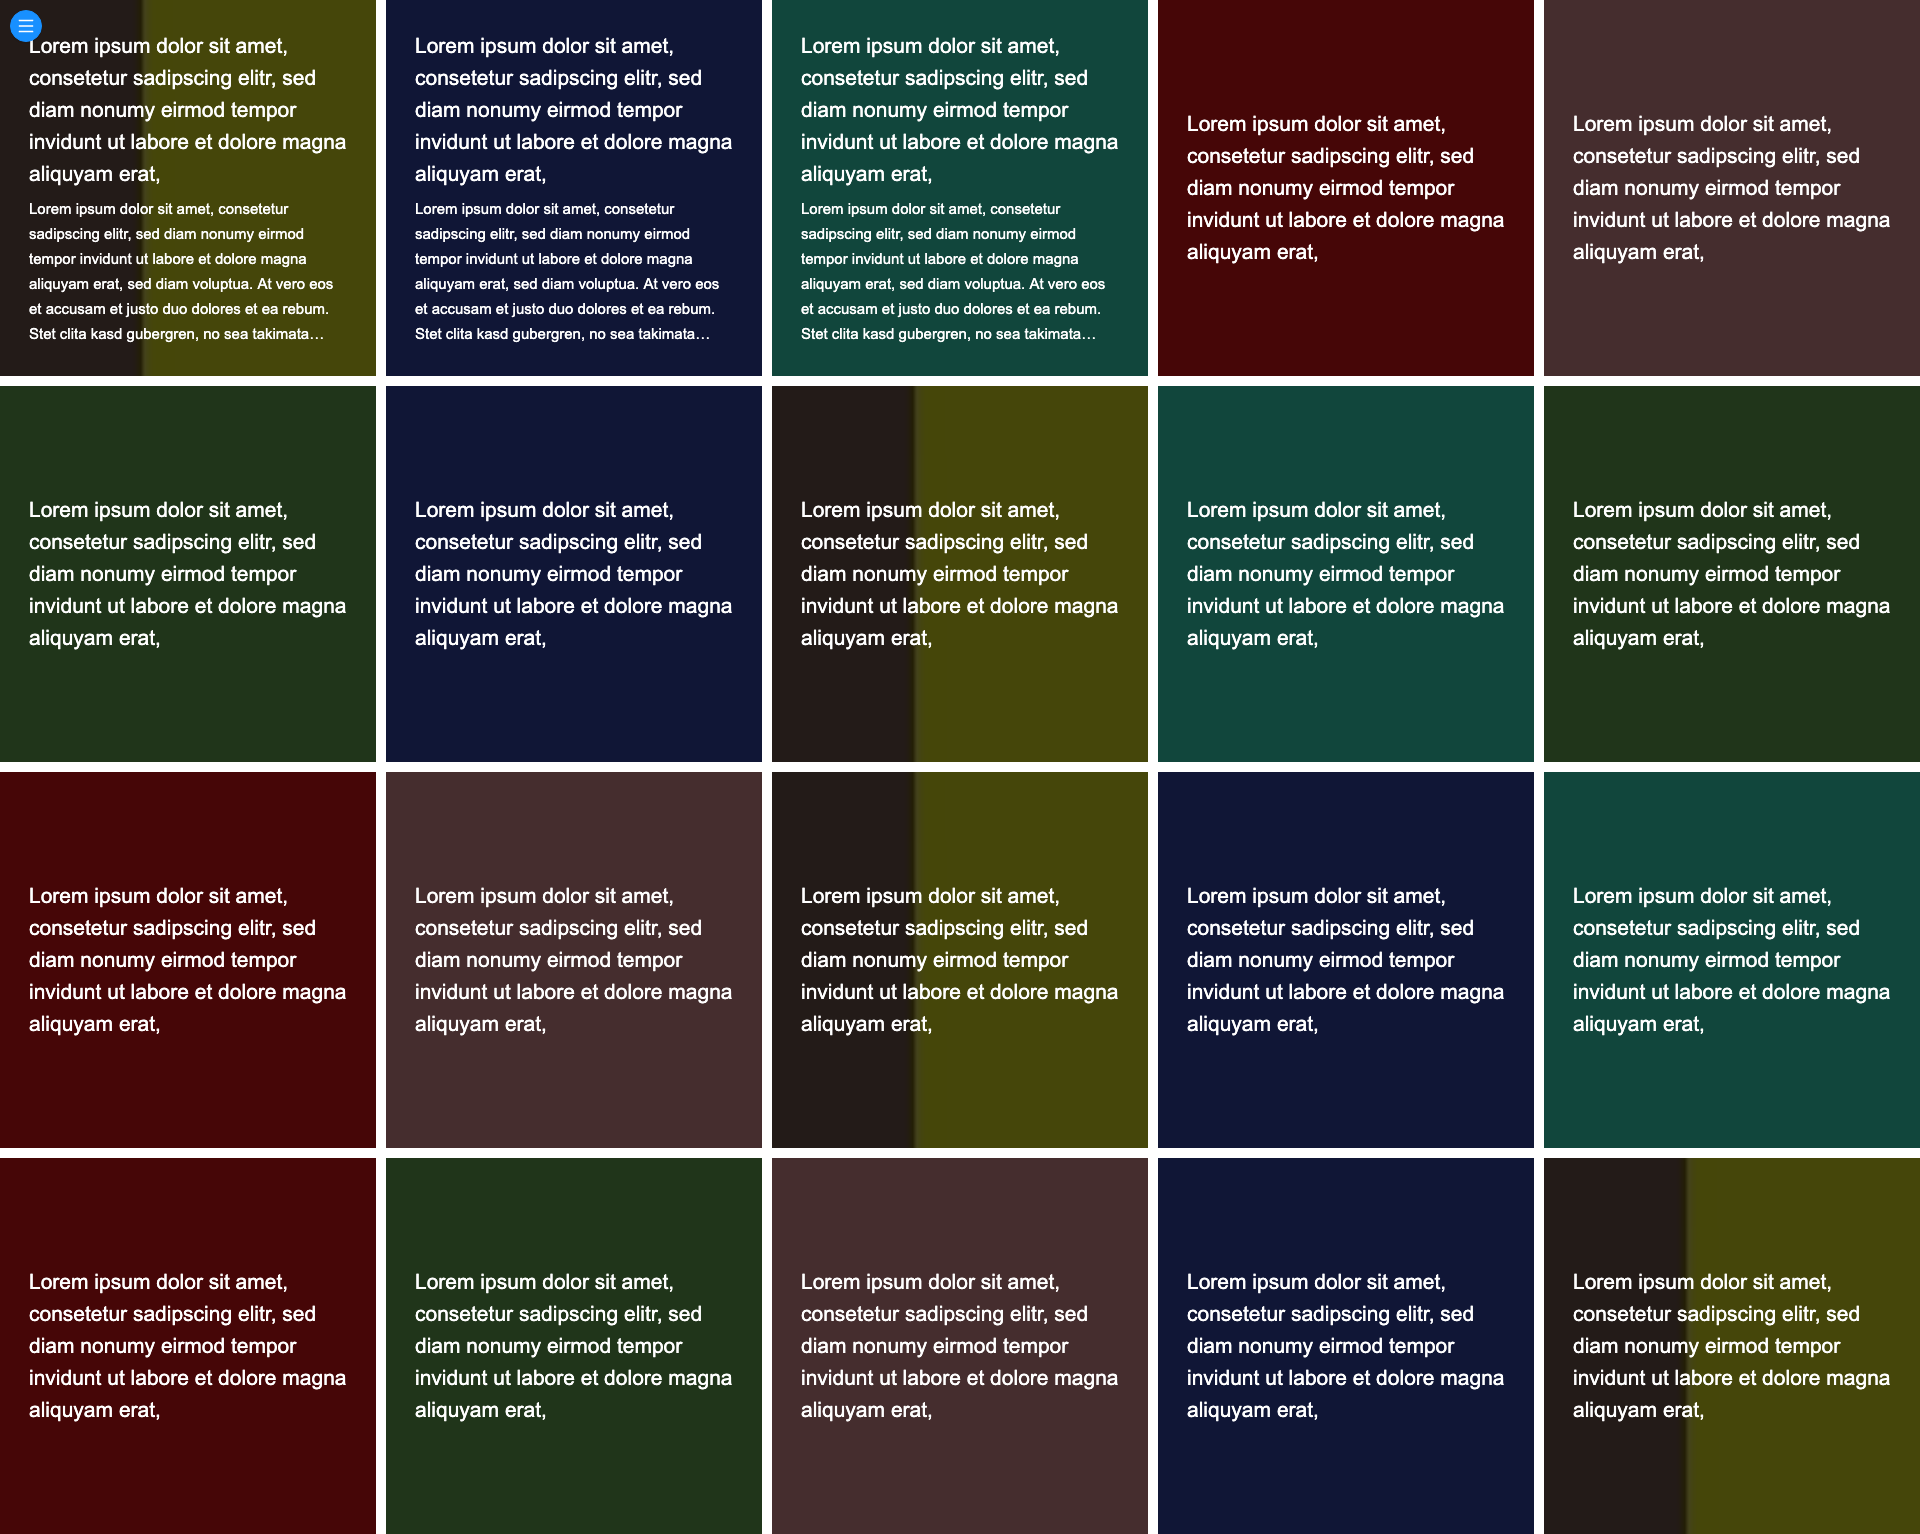 Lorem ipsum dolor sit amet,
consetetur sadipscing elitr, sed
diam nonumy eirmod tempor
invidunt ut labore et dolore magna
aliquyam erat,
Lorem ipsum dolor sit amet, consetetur
sadipscing elitr, sed diam nonumy eirmod
tempor invidunt ut labore et dolore magna
aliquyam erat, sed diam voluptua. At vero eos
et accusam et justo duo dolores et ea rebum.
Stet clita kasd gubergren, no sea takimata…
Lorem ipsum dolor sit amet,
consetetur sadipscing elitr, sed
diam nonumy eirmod tempor
invidunt ut labore et dolore magna
aliquyam erat,
Lorem ipsum dolor sit amet, consetetur
sadipscing elitr, sed diam nonumy eirmod
tempor invidunt ut labore et dolore magna
aliquyam erat, sed diam voluptua. At vero eos
et accusam et justo duo dolores et ea rebum.
Stet clita kasd gubergren, no sea takimata…
Lorem ipsum dolor sit amet,
consetetur sadipscing elitr, sed
diam nonumy eirmod tempor
invidunt ut labore et dolore magna
aliquyam erat,
Lorem ipsum dolor sit amet, consetetur
sadipscing elitr, sed diam nonumy eirmod
tempor invidunt ut labore et dolore magna
aliquyam erat, sed diam voluptua. At vero eos
et accusam et justo duo dolores et ea rebum.
Stet clita kasd gubergren, no sea takimata…
Lorem ipsum dolor sit amet,
consetetur sadipscing elitr, sed
diam nonumy eirmod tempor
invidunt ut labore et dolore magna
aliquyam erat,
Lorem ipsum dolor sit amet,
consetetur sadipscing elitr, sed
diam nonumy eirmod tempor
invidunt ut labore et dolore magna
aliquyam erat,
Lorem ipsum dolor sit amet,
consetetur sadipscing elitr, sed
diam nonumy eirmod tempor
invidunt ut labore et dolore magna
aliquyam erat,
Lorem ipsum dolor sit amet,
consetetur sadipscing elitr, sed
diam nonumy eirmod tempor
invidunt ut labore et dolore magna
aliquyam erat,
Lorem ipsum dolor sit amet,
consetetur sadipscing elitr, sed
diam nonumy eirmod tempor
invidunt ut labore et dolore magna
aliquyam erat,
Lorem ipsum dolor sit amet,
consetetur sadipscing elitr, sed
diam nonumy eirmod tempor
invidunt ut labore et dolore magna
aliquyam erat,
Lorem ipsum dolor sit amet,
consetetur sadipscing elitr, sed
diam nonumy eirmod tempor
invidunt ut labore et dolore magna
aliquyam erat,
Lorem ipsum dolor sit amet,
consetetur sadipscing elitr, sed
diam nonumy eirmod tempor
invidunt ut labore et dolore magna
aliquyam erat,
Lorem ipsum dolor sit amet,
consetetur sadipscing elitr, sed
diam nonumy eirmod tempor
invidunt ut labore et dolore magna
aliquyam erat,
Lorem ipsum dolor sit amet,
consetetur sadipscing elitr, sed
diam nonumy eirmod tempor
invidunt ut labore et dolore magna
aliquyam erat,
Lorem ipsum dolor sit amet,
consetetur sadipscing elitr, sed
diam nonumy eirmod tempor
invidunt ut labore et dolore magna
aliquyam erat,
Lorem ipsum dolor sit amet,
consetetur sadipscing elitr, sed
diam nonumy eirmod tempor
invidunt ut labore et dolore magna
aliquyam erat,
Lorem ipsum dolor sit amet,
consetetur sadipscing elitr, sed
diam nonumy eirmod tempor
invidunt ut labore et dolore magna
aliquyam erat,
Lorem ipsum dolor sit amet,
consetetur sadipscing elitr, sed
diam nonumy eirmod tempor
invidunt ut labore et dolore magna
aliquyam erat,
Lorem ipsum dolor sit amet,
consetetur sadipscing elitr, sed
diam nonumy eirmod tempor
invidunt ut labore et dolore magna
aliquyam erat,
Lorem ipsum dolor sit amet,
consetetur sadipscing elitr, sed
diam nonumy eirmod tempor
invidunt ut labore et dolore magna
aliquyam erat,
Lorem ipsum dolor sit amet,
consetetur sadipscing elitr, sed
diam nonumy eirmod tempor
invidunt ut labore et dolore magna
aliquyam erat,